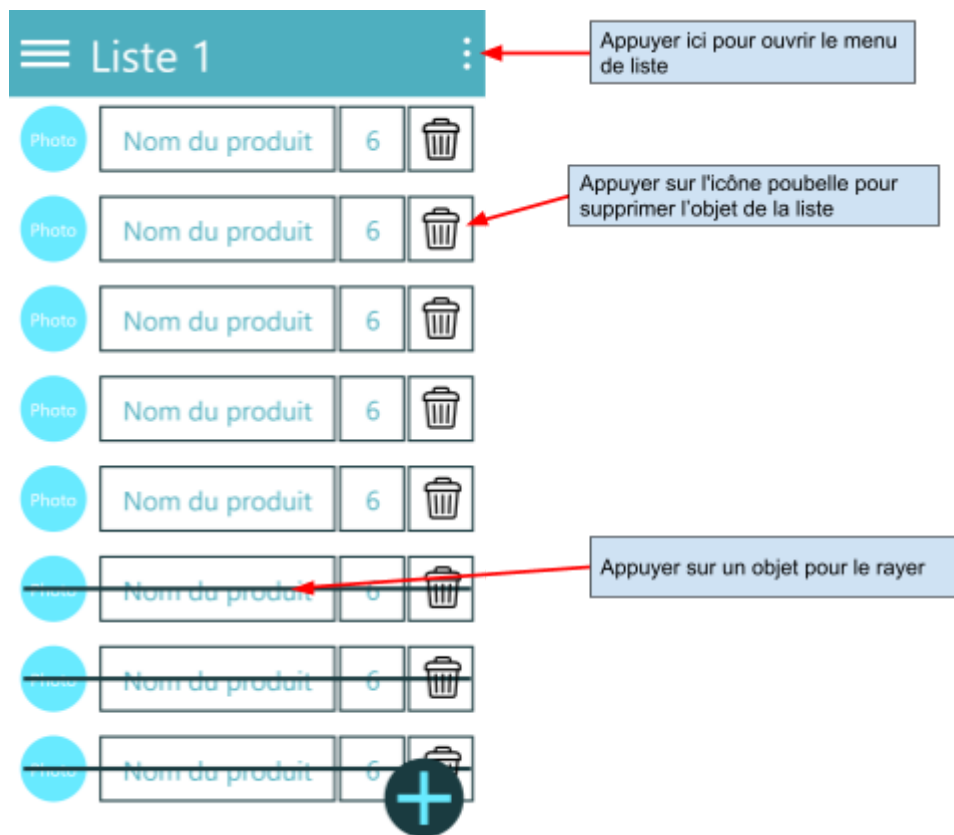 Liste 1
Appuyer ici pour ouvrir le menu
de liste
Photo Nom du produit 6
Photo Nom du produit 6
Appuyer sur l'icône poubelle pour
supprimer l'objet de la liste
Photo Nom du produit 6
Photo Nom du produit 6
Photo Nom du produit 6
Photo Nom du produit 6
Appuyer sur un objet pour le rayer
Photo Nom du produit 6
Photo Nom du produit 6